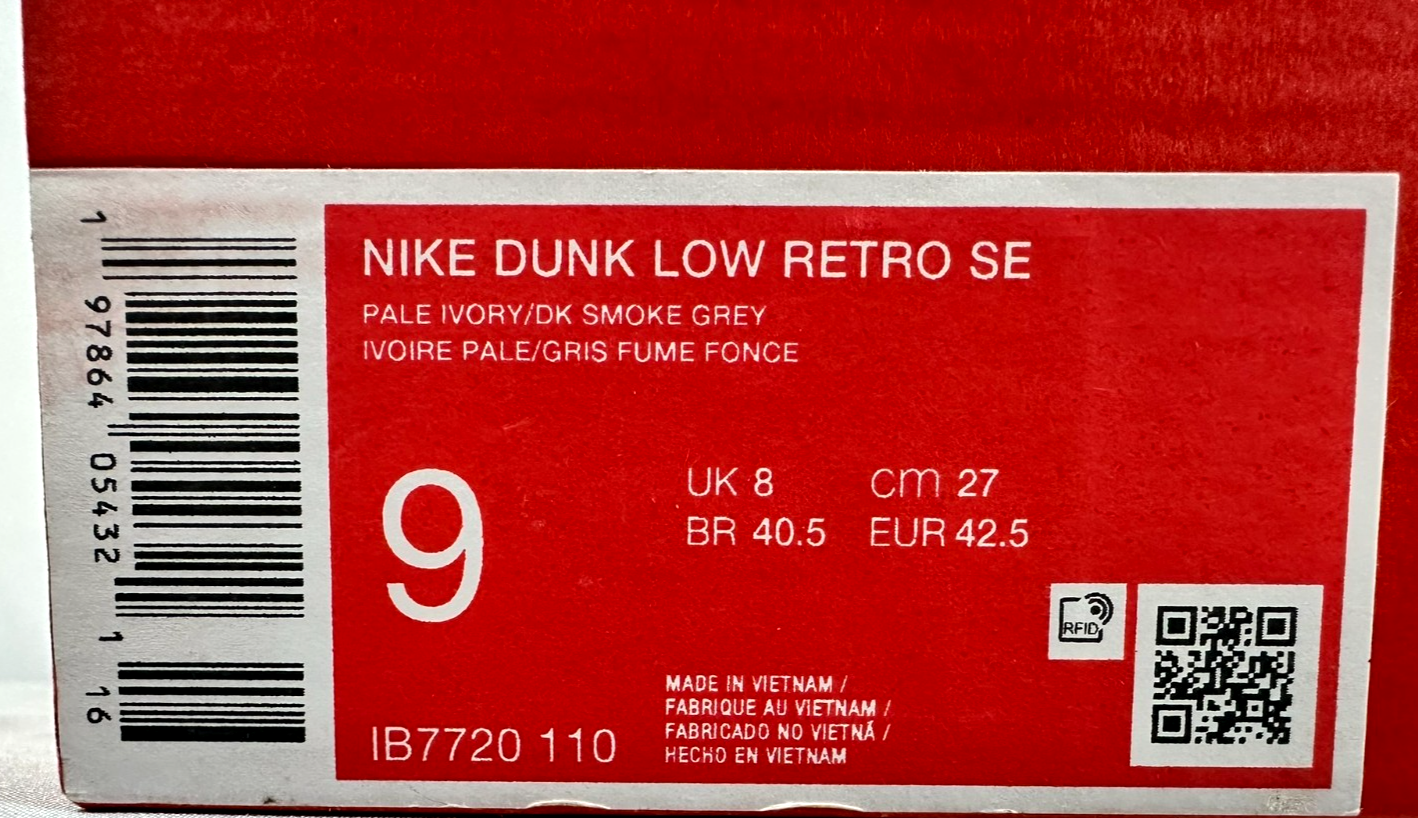 1 97864 05432 1 16
NIKE DUNK LOW RETRO SE
PALE IVORY/DK SMOKE GREY
IVOIRE PALE/GRIS FUME FONCE
9
UK 8 cm 27
BR 40.5 EUR 42.5
RFID
MADE IN VIETNAM /
FABRIQUE AU VIETNAM /
FABRICADO NO VIETNÃ /
HECHO EN VIETNAM
IB7720 110